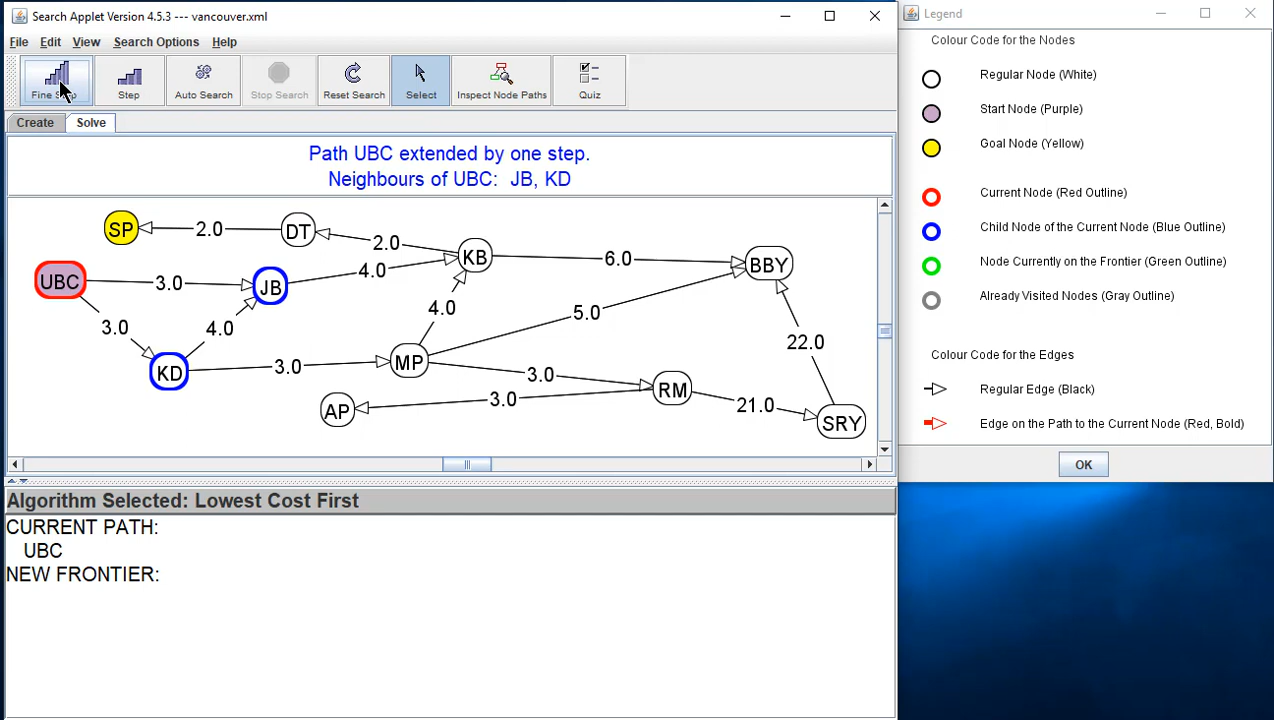 Search Applet Version 4.5.3 --- vancouver.xml
File Edit View Search Options Help
Fine Step
Step
Auto Search
Stop Search
Reset Search
Select
Inspect Node Paths
Quiz
Create
Solve
Path UBC extended by one step.
Neighbours of UBC: JB, KD
SP
2.0
DT
2.0
KB
6.0
BBY
UBC
3.0
JB
4.0
3.0
4.0
4.0
5.0
22.0
KD
3.0
MP
3.0
RM
AP
3.0
21.0
SRY
Algorithm Selected: Lowest Cost First
CURRENT PATH:
UBC
NEW FRONTIER:
Legend
Colour Code for the Nodes
Regular Node (White)
Start Node (Purple)
Goal Node (Yellow)
Current Node (Red Outline)
Child Node of the Current Node (Blue Outline)
Node Currently on the Frontier (Green Outline)
Already Visited Nodes (Gray Outline)
Colour Code for the Edges
Regular Edge (Black)
Edge on the Path to the Current Node (Red, Bold)
OK